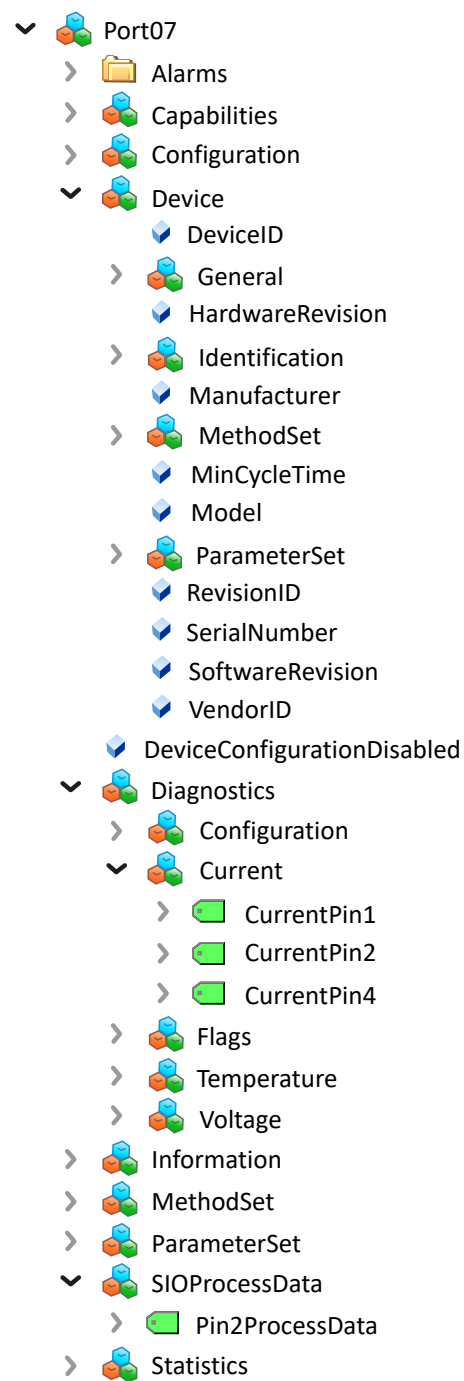 Port07
Alarms
Capabilities
Configuration
Device
DeviceID
General
HardwareRevision
Identification
Manufacturer
MethodSet
MinCycleTime
Model
ParameterSet
RevisionID
SerialNumber
SoftwareRevision
VendorID
DeviceConfigurationDisabled
Diagnostics
Configuration
Current
CurrentPin1
CurrentPin2
CurrentPin4
Flags
Temperature
Voltage
Information
MethodSet
ParameterSet
SIOProcessData
Pin2ProcessData
Statistics